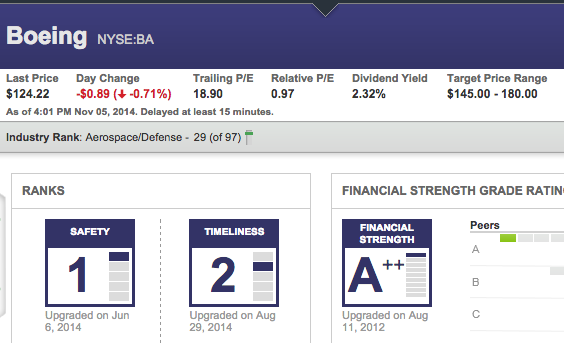 Boeing NYSE:BA
Last Price Day Change Trailing P/E Relative P/E Dividend Yield Target Price Range
$124.22 -$0.89 (-0.71%) 18.90 0.97 2.32% $145.00 - 180.00
As of 4:01 PM Nov 05, 2014. Delayed at least 15 minutes.
Industry Rank: Aerospace/Defense - 29 (of 97)
RANKS
SAFETY
1
Upgraded on Jun
6, 2014
TIMELINESS
2
Upgraded on Aug
29, 2014
FINANCIAL STRENGTH GRADE RATIN
FINANCIAL
STRENGTH
A++
Upgraded on Aug
11, 2012
Peers
A
B
C